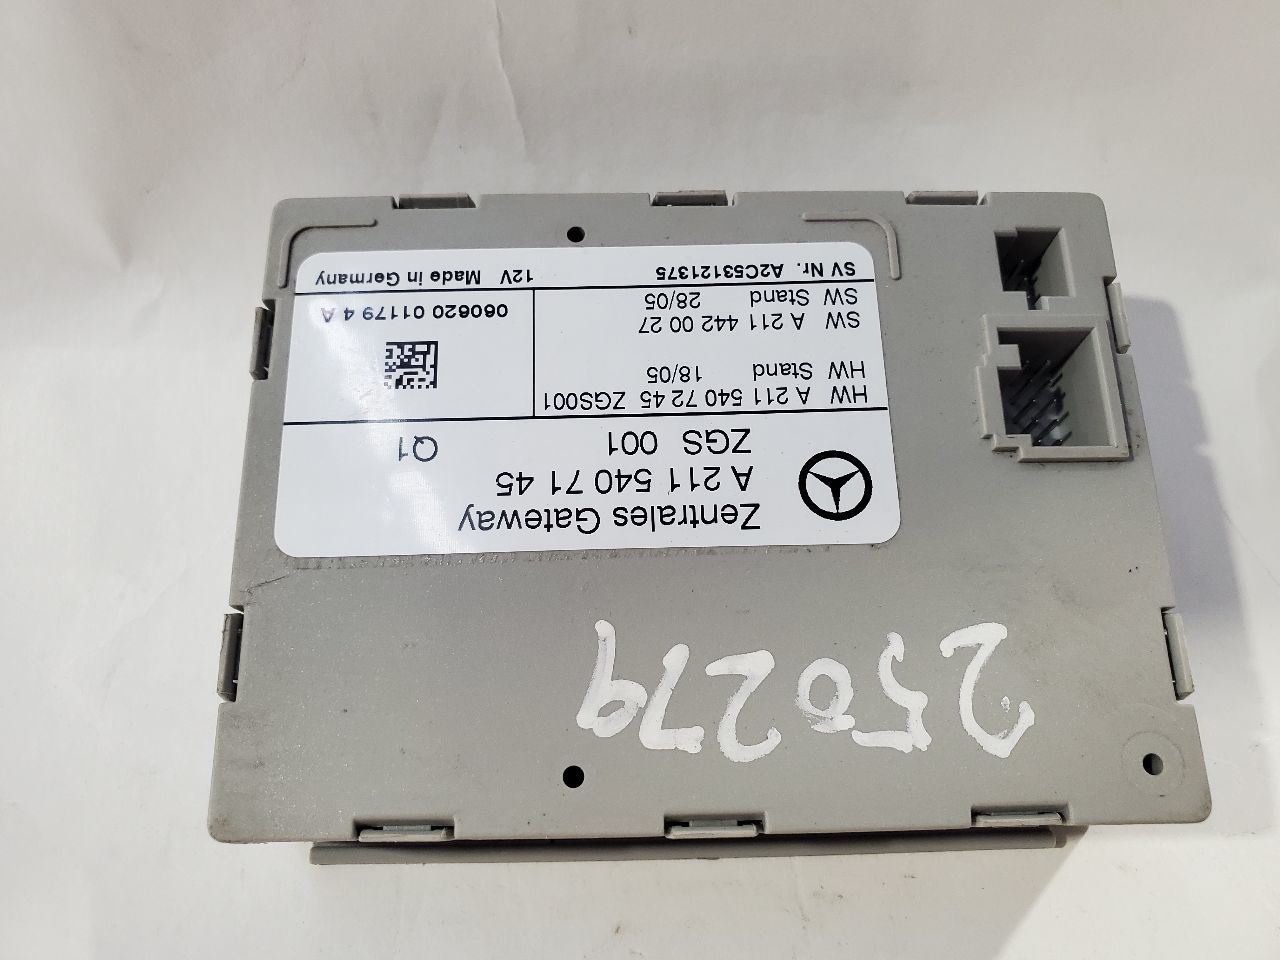 Zentrales Gateway
A 211 540 71 45
ZGS 001 Q1
HW A 211 540 72 45 ZGS001
HW Stand 18/05
SW A 211 442 00 27
SW Stand 28/05
060620 01179 4 A
SV Nr. A2C53121375 12V Made in Germany
250279